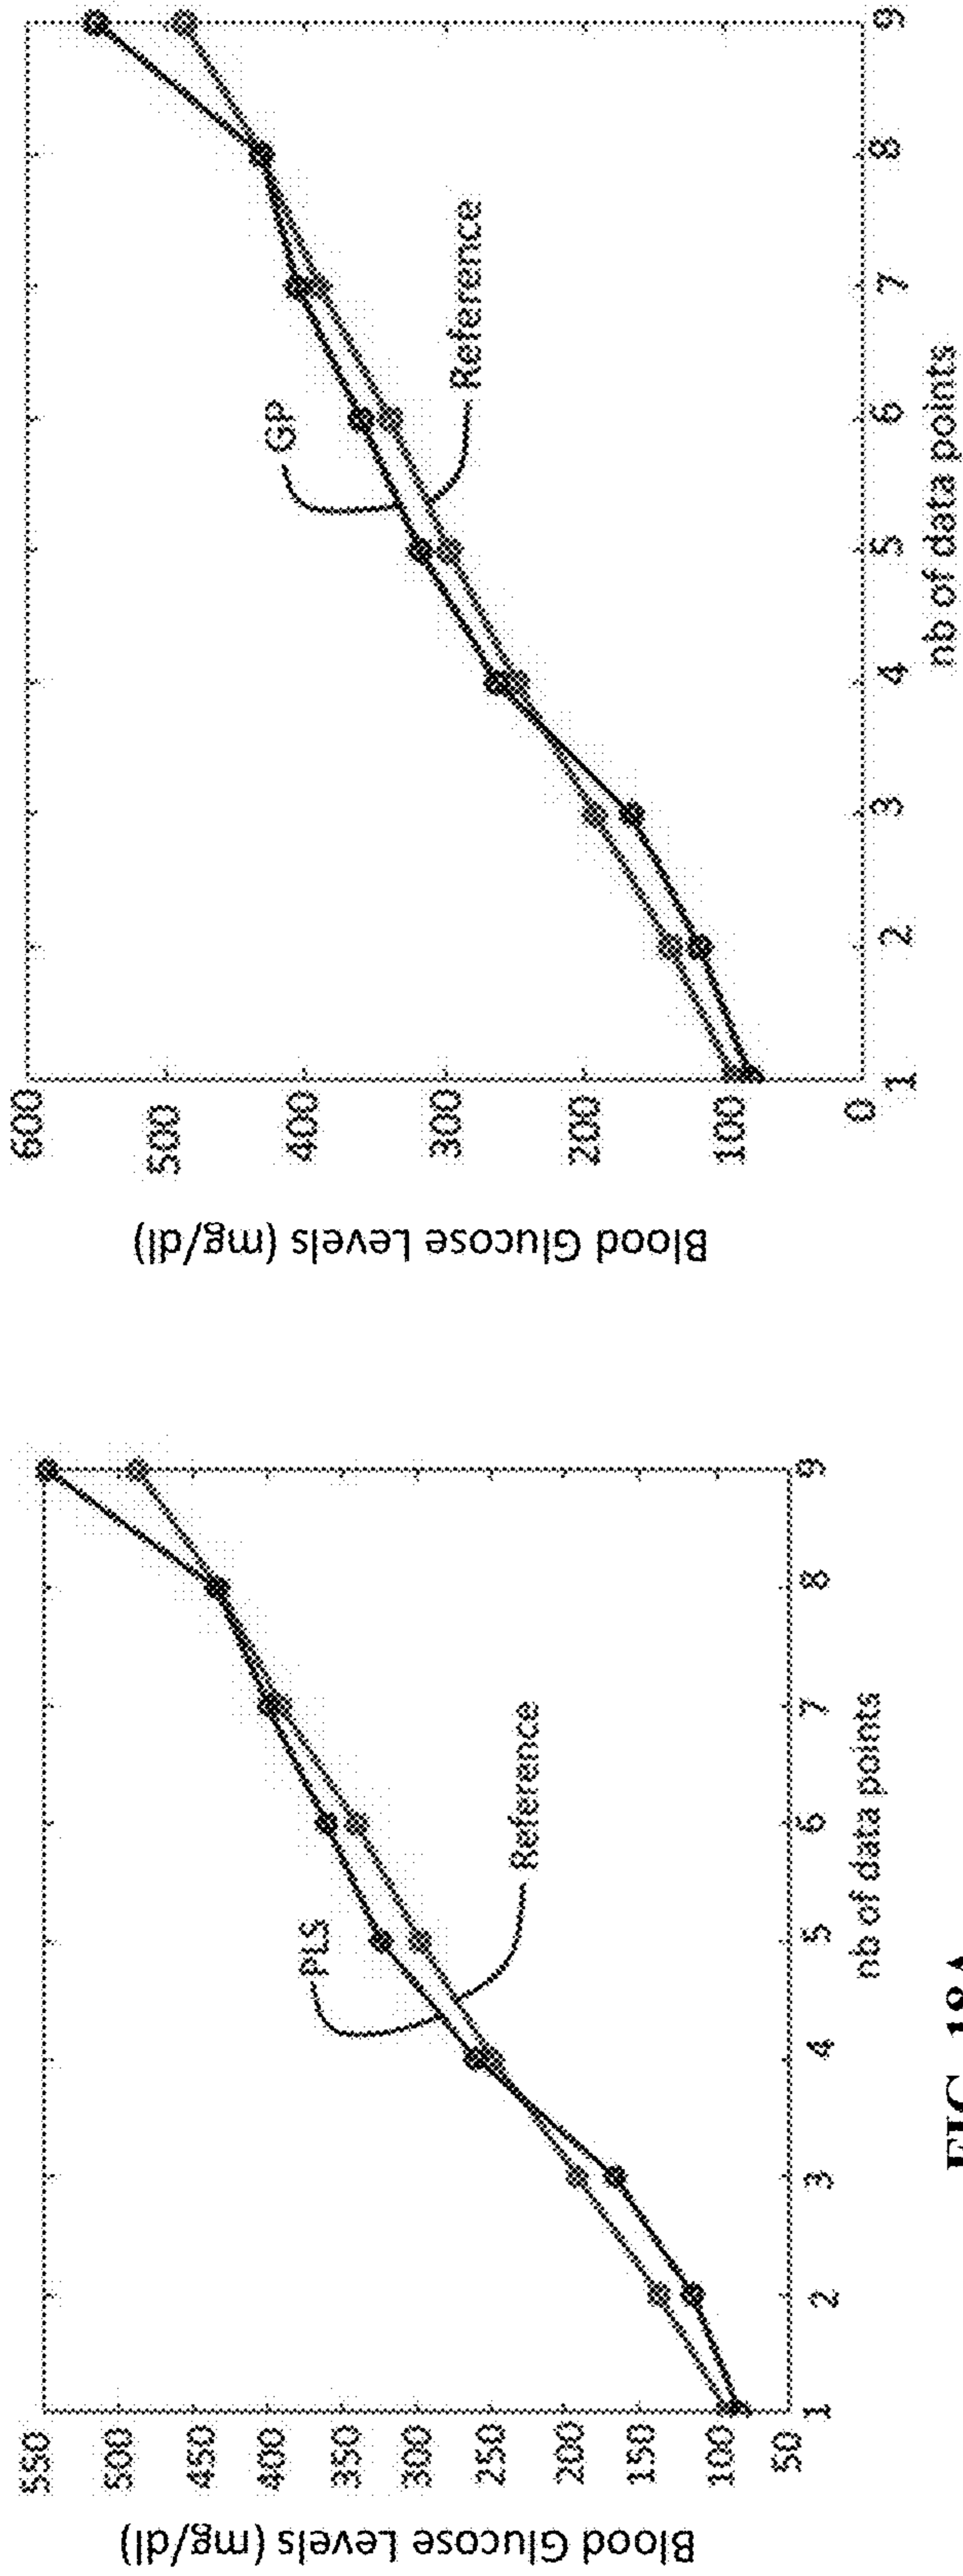 Blood Glucose Levels (mg/dl)
550
500
450
400
350
300
250
200
150
100
50
PLS
Reference
1 2 3 4 5 6 7 8 9
nb of data points
FIG. 18A
Blood Glucose Levels (mg/dl)
600
500
400
300
200
100
0
GP
Reference
1 2 3 4 5 6 7 8 9
nb of data points